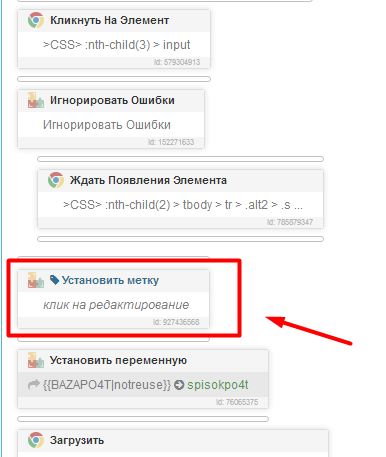 Кликнуть На Элемент
>CSS> :nth-child(3) > input
Id: 579304913
Игнорировать Ошибки
Игнорировать Ошибки
Id: 152271633
Ждать Появления Элемента
>CSS> :nth-child(2) > tbody > tr > .alt2 > .s ...
Id: 785879347
Установить метку
клик на редактирование
Id: 927436568
Установить переменную
{{BAZAPO4T|notreuse}} spisokpo4t
Id: 76065375
Загрузить